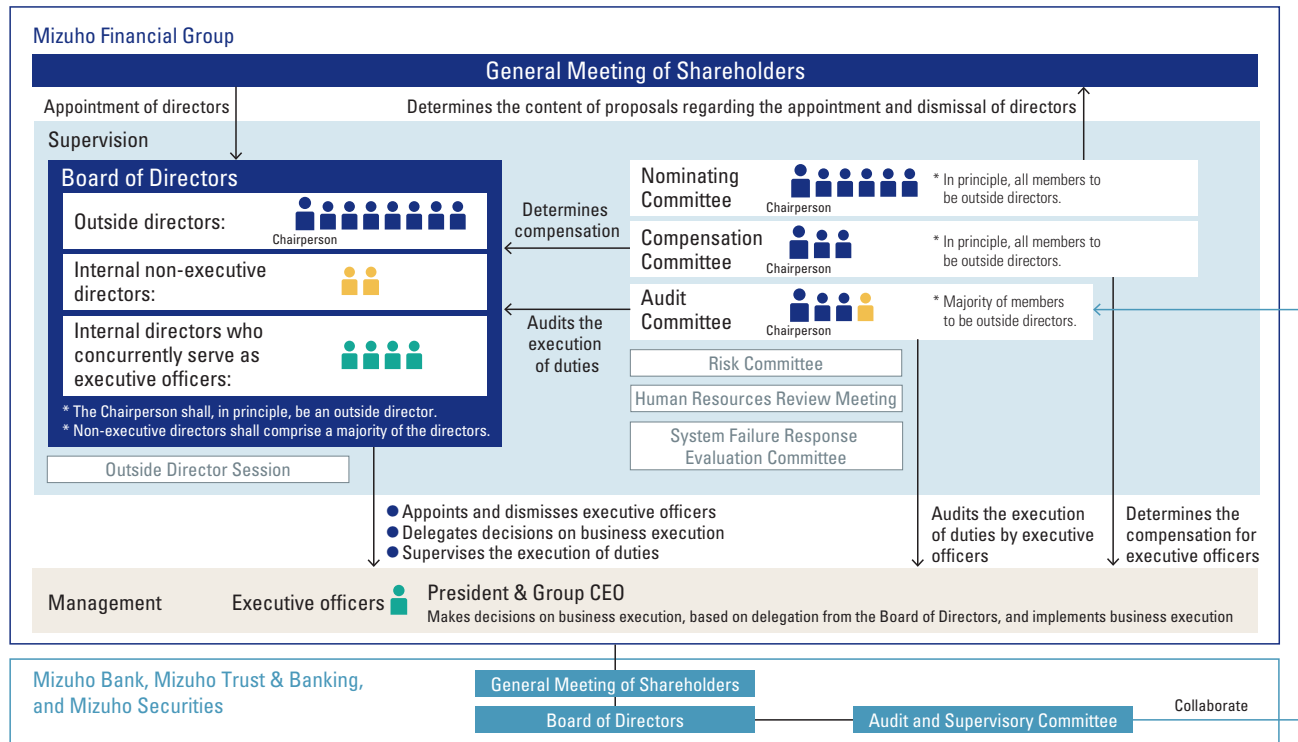 Mizuho Financial Group
General Meeting of Shareholders
Appointment of directors
Determines the content of proposals regarding the appointment and dismissal of directors
Supervision
Board of Directors
Outside directors:
Chairperson
Internal non-executive
directors:
Internal directors who
concurrently serve as
executive officers:
* The Chairperson shall, in principle, be an outside director.
* Non-executive directors shall comprise a majority of the directors.
Outside Director Session
Determines
compensation
Audits the
execution
of duties
Nominating
Committee
Chairperson
* In principle, all members to
be outside directors.
Compensation
Committee
Chairperson
* In principle, all members to
be outside directors.
Audit
Committee
Chairperson
* Majority of members
to be outside directors.
Risk Committee
Human Resources Review Meeting
System Failure Response
Evaluation Committee
● Appoints and dismisses executive officers
● Delegates decisions on business execution
● Supervises the execution of duties
Audits the execution
of duties by executive
officers
Determines the
compensation for
executive officers
Management
Executive officers
President & Group CEO
Makes decisions on business execution, based on delegation from the Board of Directors, and implements business execution
Mizuho Bank, Mizuho Trust & Banking,
and Mizuho Securities
General Meeting of Shareholders
Board of Directors
Audit and Supervisory Committee
Collaborate